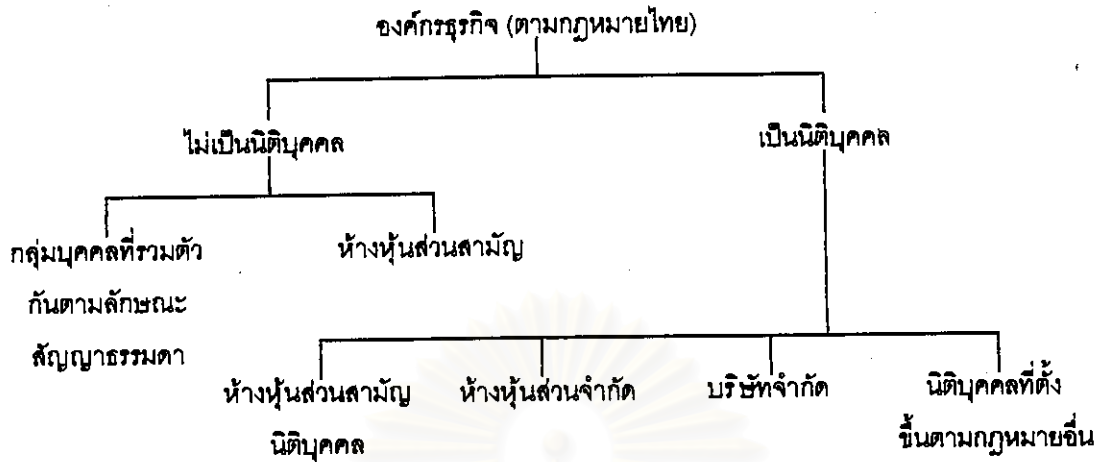 องค์กรธุรกิจ (ตามกฎหมายไทย)
ไม่เป็นนิติบุคคล
เป็นนิติบุคคล
กลุ่มบุคคลที่รวมตัว
กันตามลักษณะ
สัญญาธรรมดา
ห้างหุ้นส่วนสามัญ
ห้างหุ้นส่วนสามัญ
นิติบุคคล
ห้างหุ้นส่วนจำกัด
บริษัทจำกัด
นิติบุคคลที่ตั้ง
ขึ้นตามกฎหมายอื่น